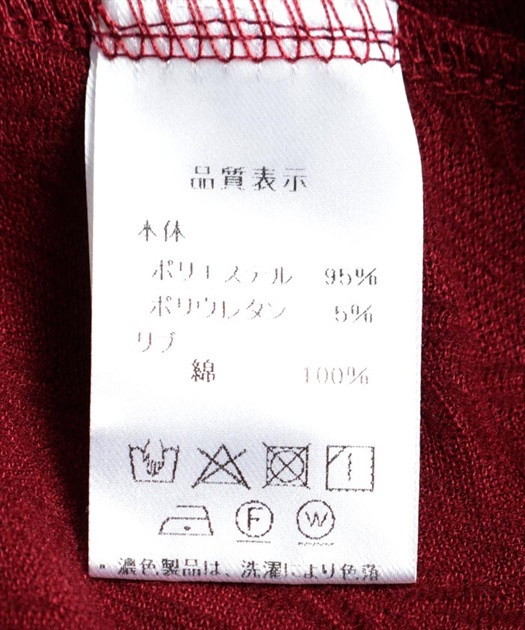 品質表示
本体
ポリエステル 95%
ポリウレタン 5%
リブ
綿 100%
F W
・濃色製品は、洗濯により色落